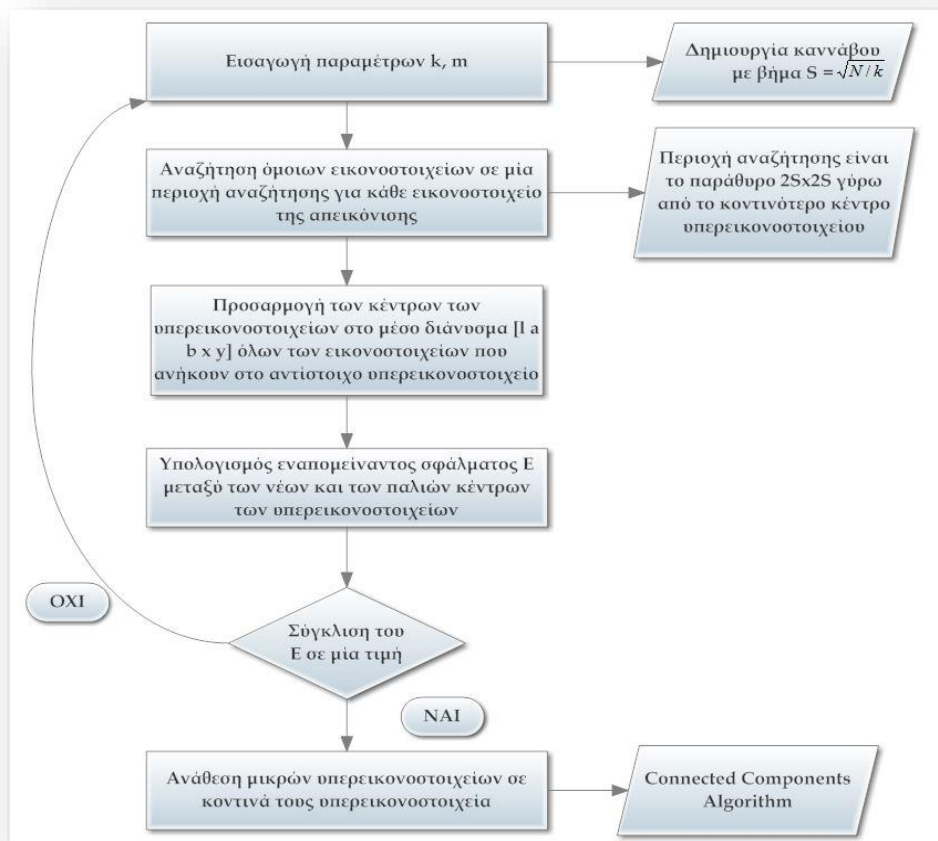 Εισαγωγή παραμέτρων k, m
Δημιουργία καννάβου
με βήμα S = √N / k
Αναζήτηση όμοιων εικονοστοιχείων σε μία
περιοχή αναζήτησης για κάθε εικονοστοιχείο
της απεικόνισης
Περιοχή αναζήτησης είναι
το παράθυρο 2Sx2S γύρω
από το κοντινότερο κέντρο
υπερεικονοστοιχείου
Προσαρμογή των κέντρων των
υπερεικονοστοιχείων στο μέσο διάνυσμα [l a
b x y] όλων των εικονοστοιχείων που
ανήκουν στο αντίστοιχο υπερεικονοστοιχείο
Υπολογισμός εναπομείναντος σφάλματος E
μεταξύ των νέων και των παλιών κέντρων
των υπερεικονοστοιχείων
ΟΧΙ
Σύγκλιση του
E σε μία τιμή
ΝΑΙ
Ανάθεση μικρών υπερεικονοστοιχείων σε
κοντινά τους υπερεικονοστοιχεία
Connected Components
Algorithm